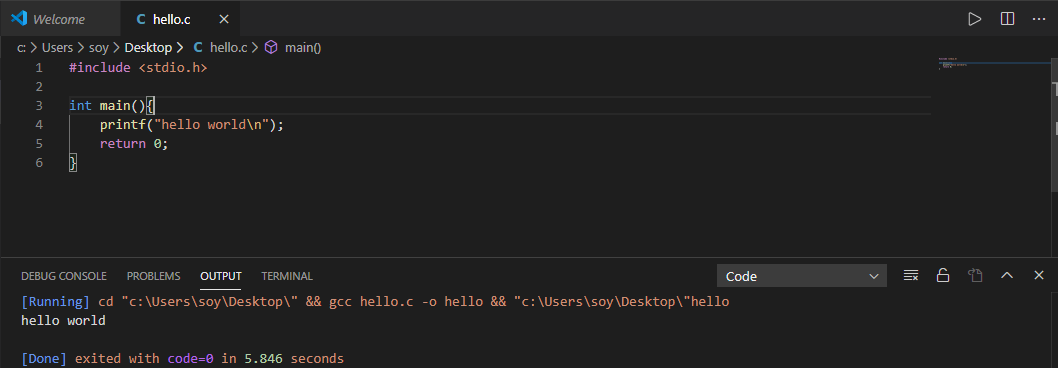 Welcome hello.c
c: > Users > soy > Desktop > hello.c > main()
1 #include <stdio.h>
2
3 int main(){
4 printf("hello world\n");
5 return 0;
6 }
DEBUG CONSOLE PROBLEMS OUTPUT TERMINAL Code
[Running] cd "c:\Users\soy\Desktop\" && gcc hello.c -o hello && "c:\Users\soy\Desktop\"hello
hello world
[Done] exited with code=0 in 5.846 seconds